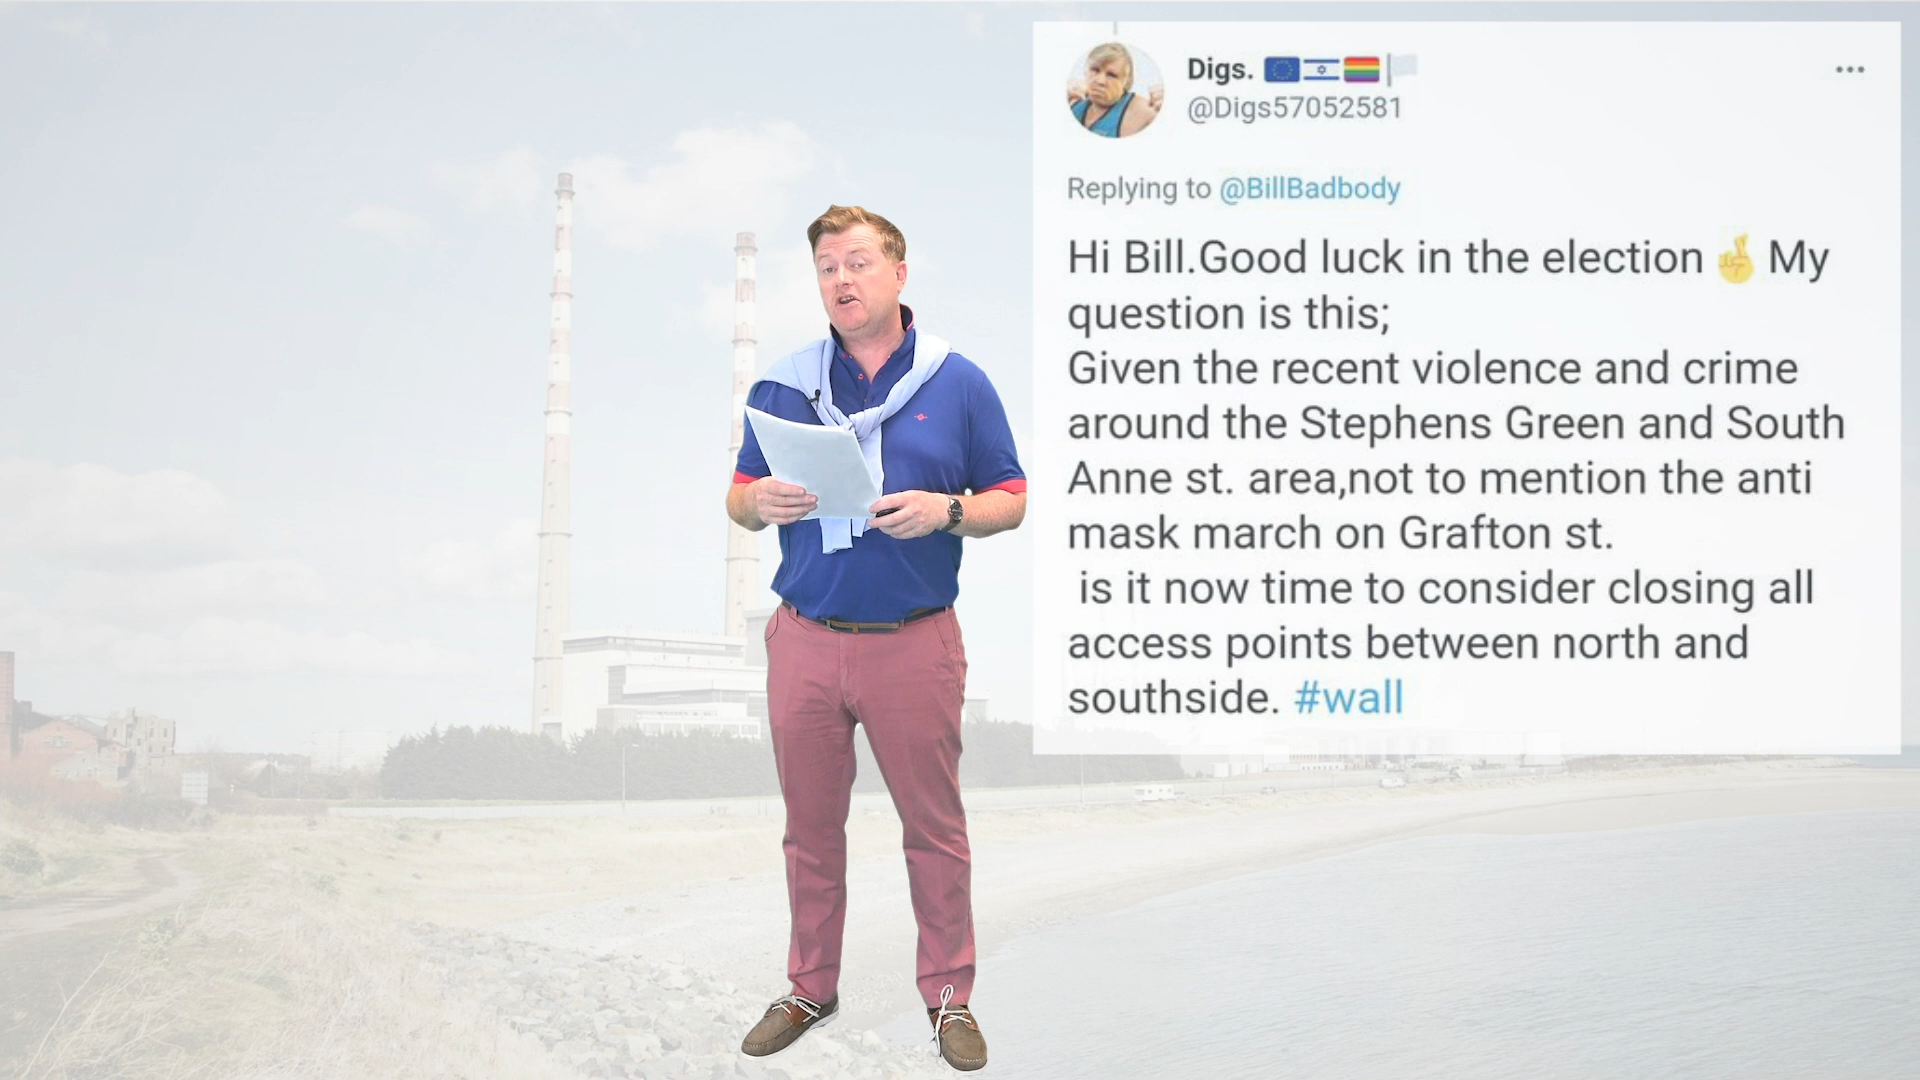 Digs. 🇪🇺🇮🇱🏳️‍🌈🏳
@Digs57052581
Replying to @BillBadbody
Hi Bill.Good luck in the election 🤞 My
question is this;
Given the recent violence and crime
around the Stephens Green and South
Anne st. area,not to mention the anti
mask march on Grafton st.
is it now time to consider closing all
access points between north and
southside. #wall